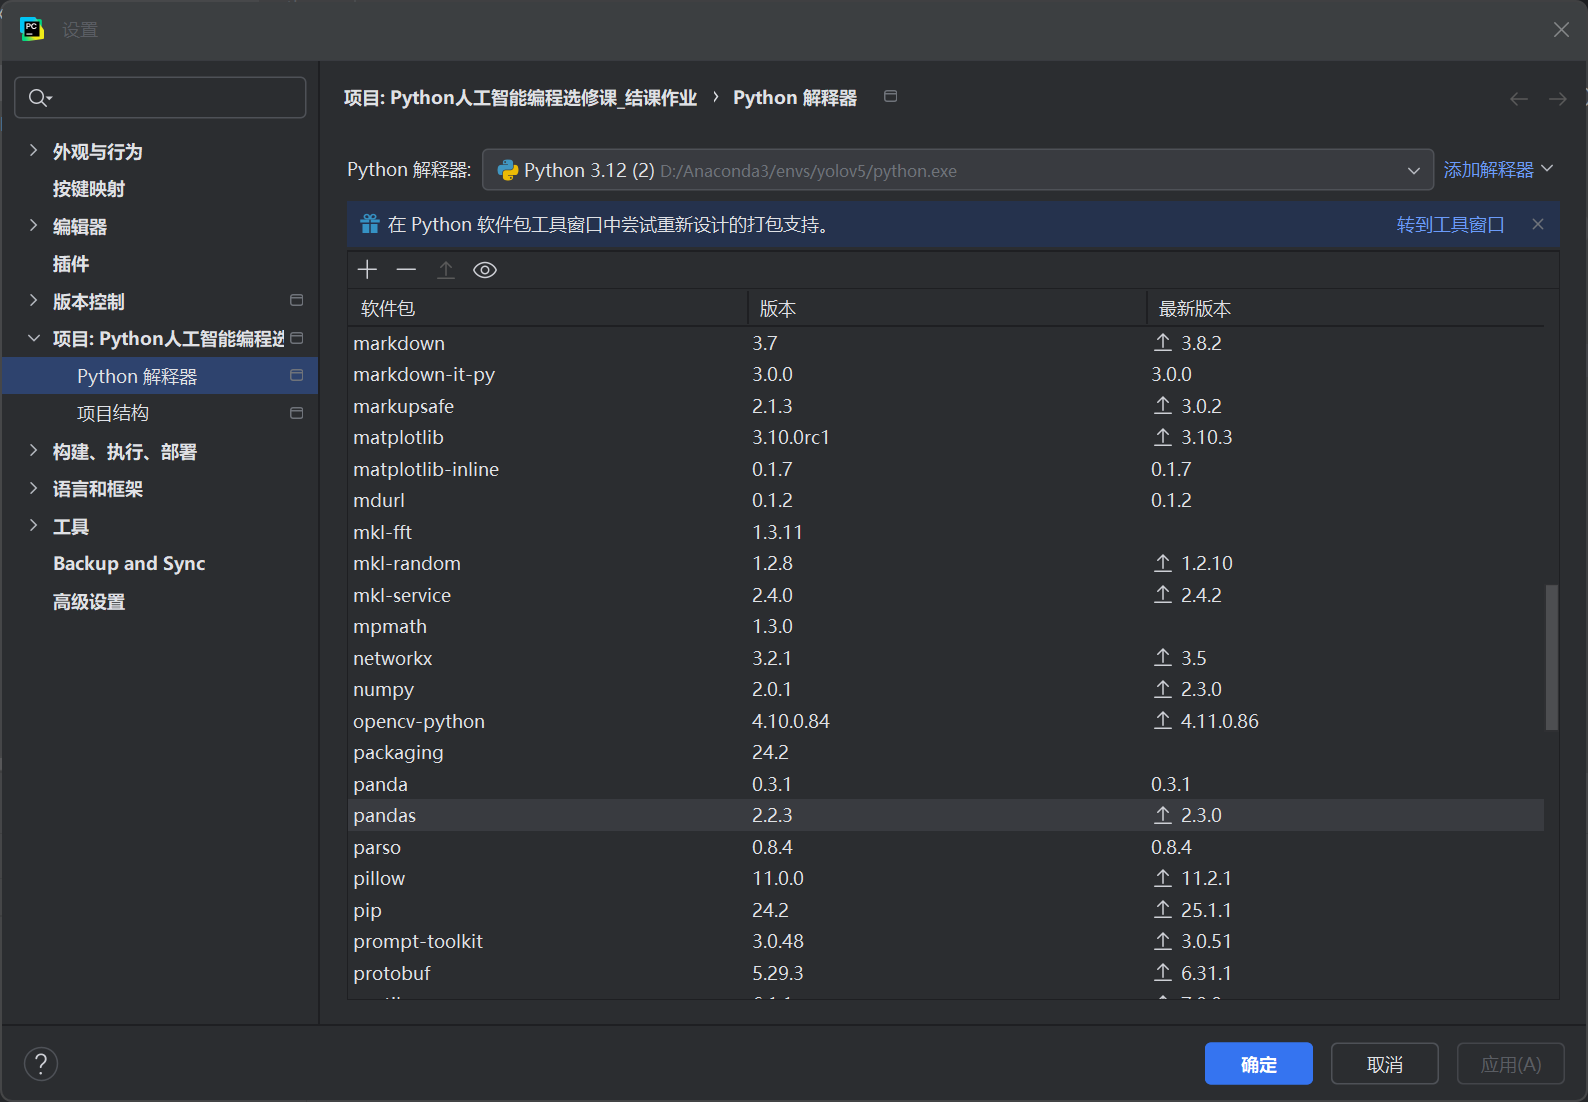 设置
项目: Python人工智能编程选修课_结课作业 › Python 解释器
外观与行为
按键映射
编辑器
插件
版本控制
项目: Python人工智能编程选
Python 解释器
项目结构
构建、执行、部署
语言和框架
工具
Backup and Sync
高级设置
Python 解释器: Python 3.12 (2) D:/Anaconda3/envs/yolov5/python.exe 添加解释器
在 Python 软件包工具窗口中尝试重新设计的打包支持。 转到工具窗口
软件包 版本 最新版本
markdown 3.7 3.8.2
markdown-it-py 3.0.0 3.0.0
markupsafe 2.1.3 3.0.2
matplotlib 3.10.0rc1 3.10.3
matplotlib-inline 0.1.7 0.1.7
mdurl 0.1.2 0.1.2
mkl-fft 1.3.11
mkl-random 1.2.8 1.2.10
mkl-service 2.4.0 2.4.2
mpmath 1.3.0
networkx 3.2.1 3.5
numpy 2.0.1 2.3.0
opencv-python 4.10.0.84 4.11.0.86
packaging 24.2
panda 0.3.1 0.3.1
pandas 2.2.3 2.3.0
parso 0.8.4 0.8.4
pillow 11.0.0 11.2.1
pip 24.2 25.1.1
prompt-toolkit 3.0.48 3.0.51
protobuf 5.29.3 6.31.1
?
确定 取消 应用(A)